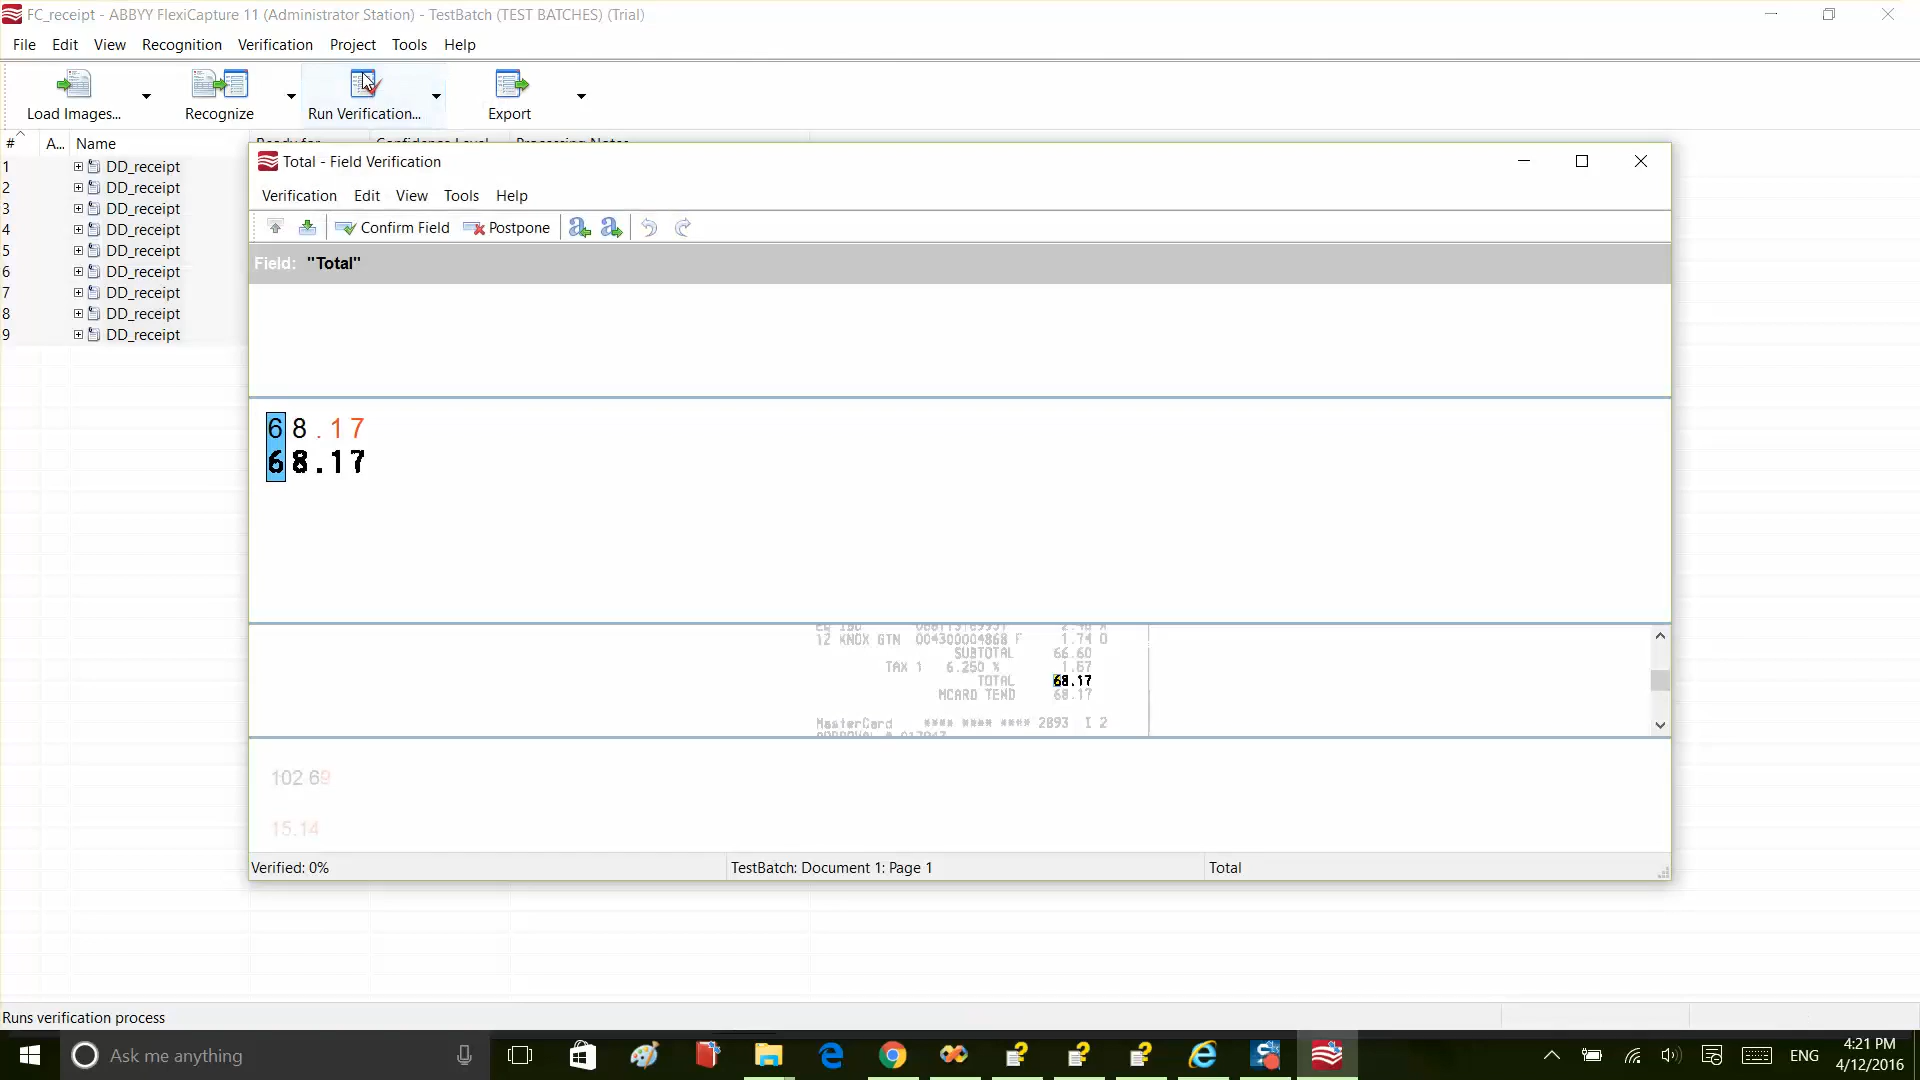 FC_receipt - ABBYY FlexiCapture 11 (Administrator Station) - TestBatch (TEST BATCHES) (Trial)
File Edit View Recognition Verification Project Tools Help
Load Images... Recognize Run Verification... Export
# A... Name
1 DD_receipt
2 DD_receipt
3 DD_receipt
4 DD_receipt
5 DD_receipt
6 DD_receipt
7 DD_receipt
8 DD_receipt
9 DD_receipt
Total - Field Verification
Verification Edit View Tools Help
Confirm Field Postpone
Field: "Total"
68.17
68.17
1Z KNOX GTN 004300004868 F 1.74 O
SUBTOTAL 66.60
TAX 1 6.250 % 1.57
TOTAL 68.17
MCARD TEND 68.17
MasterCard **** **** **** 2893 I 2
102 69
15.14
Verified: 0% TestBatch: Document 1: Page 1 Total
Runs verification process
Ask me anything
ENG
4:21 PM
4/12/2016